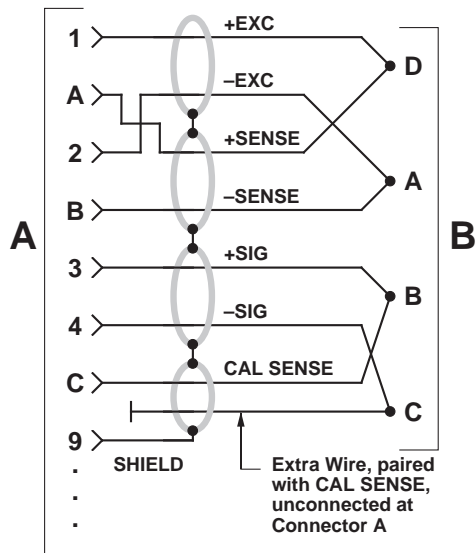 1
+EXC
D
A
–EXC
2
+SENSE
A
B
–SENSE
A
B
3
+SIG
B
4
–SIG
C
CAL SENSE
C
9
SHIELD
Extra Wire, paired
with CAL SENSE,
unconnected at
Connector A